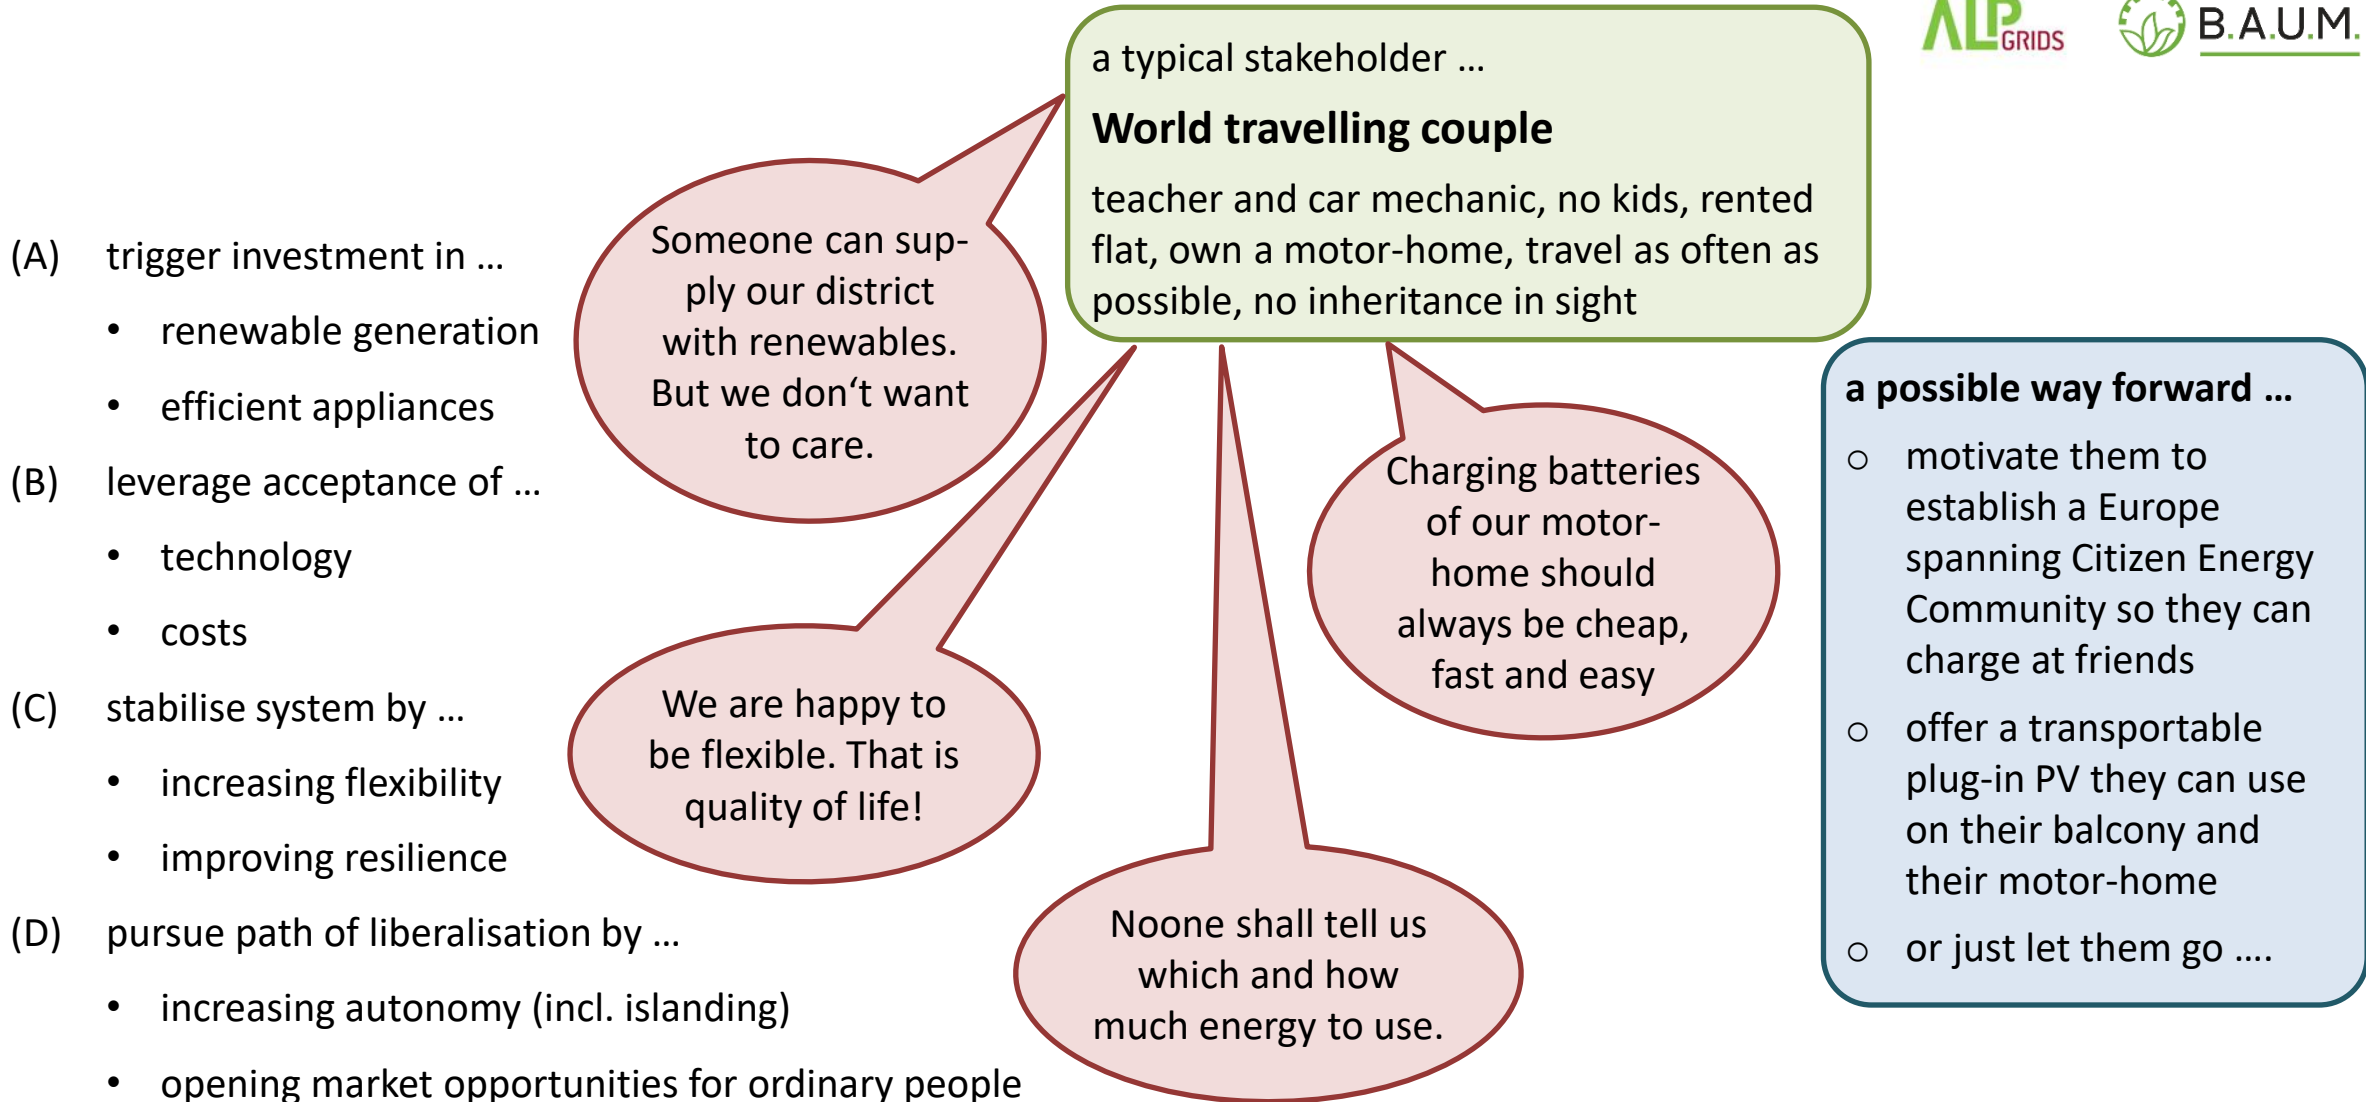 ALP
GRIDS
B.A.U.M.
a typical stakeholder …
World travelling couple
teacher and car mechanic, no kids, rented
flat, own a motor-home, travel as often as
possible, no inheritance in sight
(A) trigger investment in …
• renewable generation
• efficient appliances
(B) leverage acceptance of …
• technology
• costs
(C) stabilise system by …
• increasing flexibility
• improving resilience
(D) pursue path of liberalisation by …
• increasing autonomy (incl. islanding)
• opening market opportunities for ordinary people
Someone can sup-
ply our district
with renewables.
But we don‘t want
to care.
We are happy to
be flexible. That is
quality of life!
Noone shall tell us
which and how
much energy to use.
Charging batteries
of our motor-
home should
always be cheap,
fast and easy
a possible way forward …
o motivate them to
establish a Europe
spanning Citizen Energy
Community so they can
charge at friends
o offer a transportable
plug-in PV they can use
on their balcony and
their motor-home
o or just let them go ….